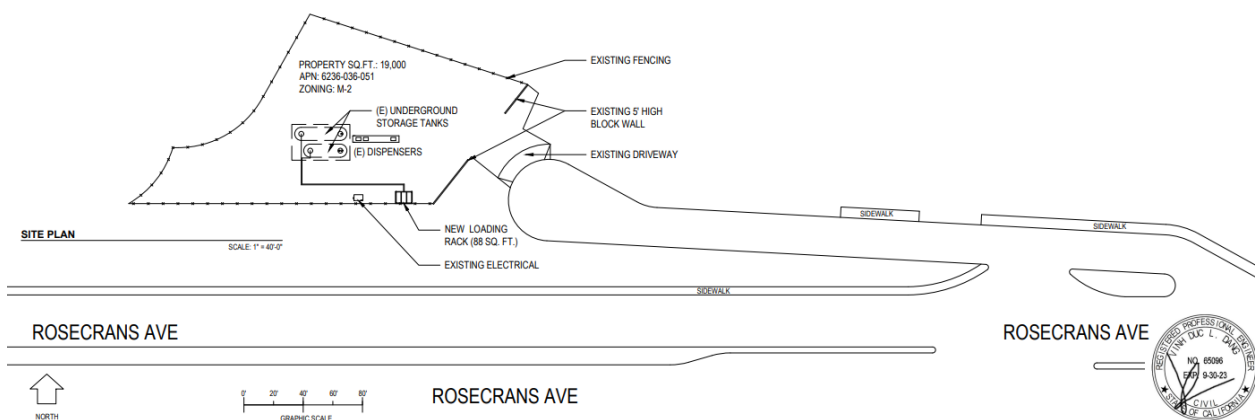 PROPERTY SQ.FT.: 19,000
APN: 6236-036-051
ZONING: M-2
EXISTING FENCING
(E) UNDERGROUND
STORAGE TANKS
EXISTING 5' HIGH
BLOCK WALL
(E) DISPENSERS
EXISTING DRIVEWAY
SIDEWALK
SIDEWALK
NEW LOADING
RACK (88 SQ. FT.)
SITE PLAN
SCALE: 1" = 40'-0"
EXISTING ELECTRICAL
SIDEWALK
ROSECRANS AVE
ROSECRANS AVE
REGISTERED PROFESSIONAL ENGINEER
VINH DUC L. DANG
NO. 65096
EXP. 9-30-23
CIVIL
STATE OF CALIFORNIA
ROSECRANS AVE
0' 20' 40' 60' 80'
GRAPHIC SCALE
NORTH